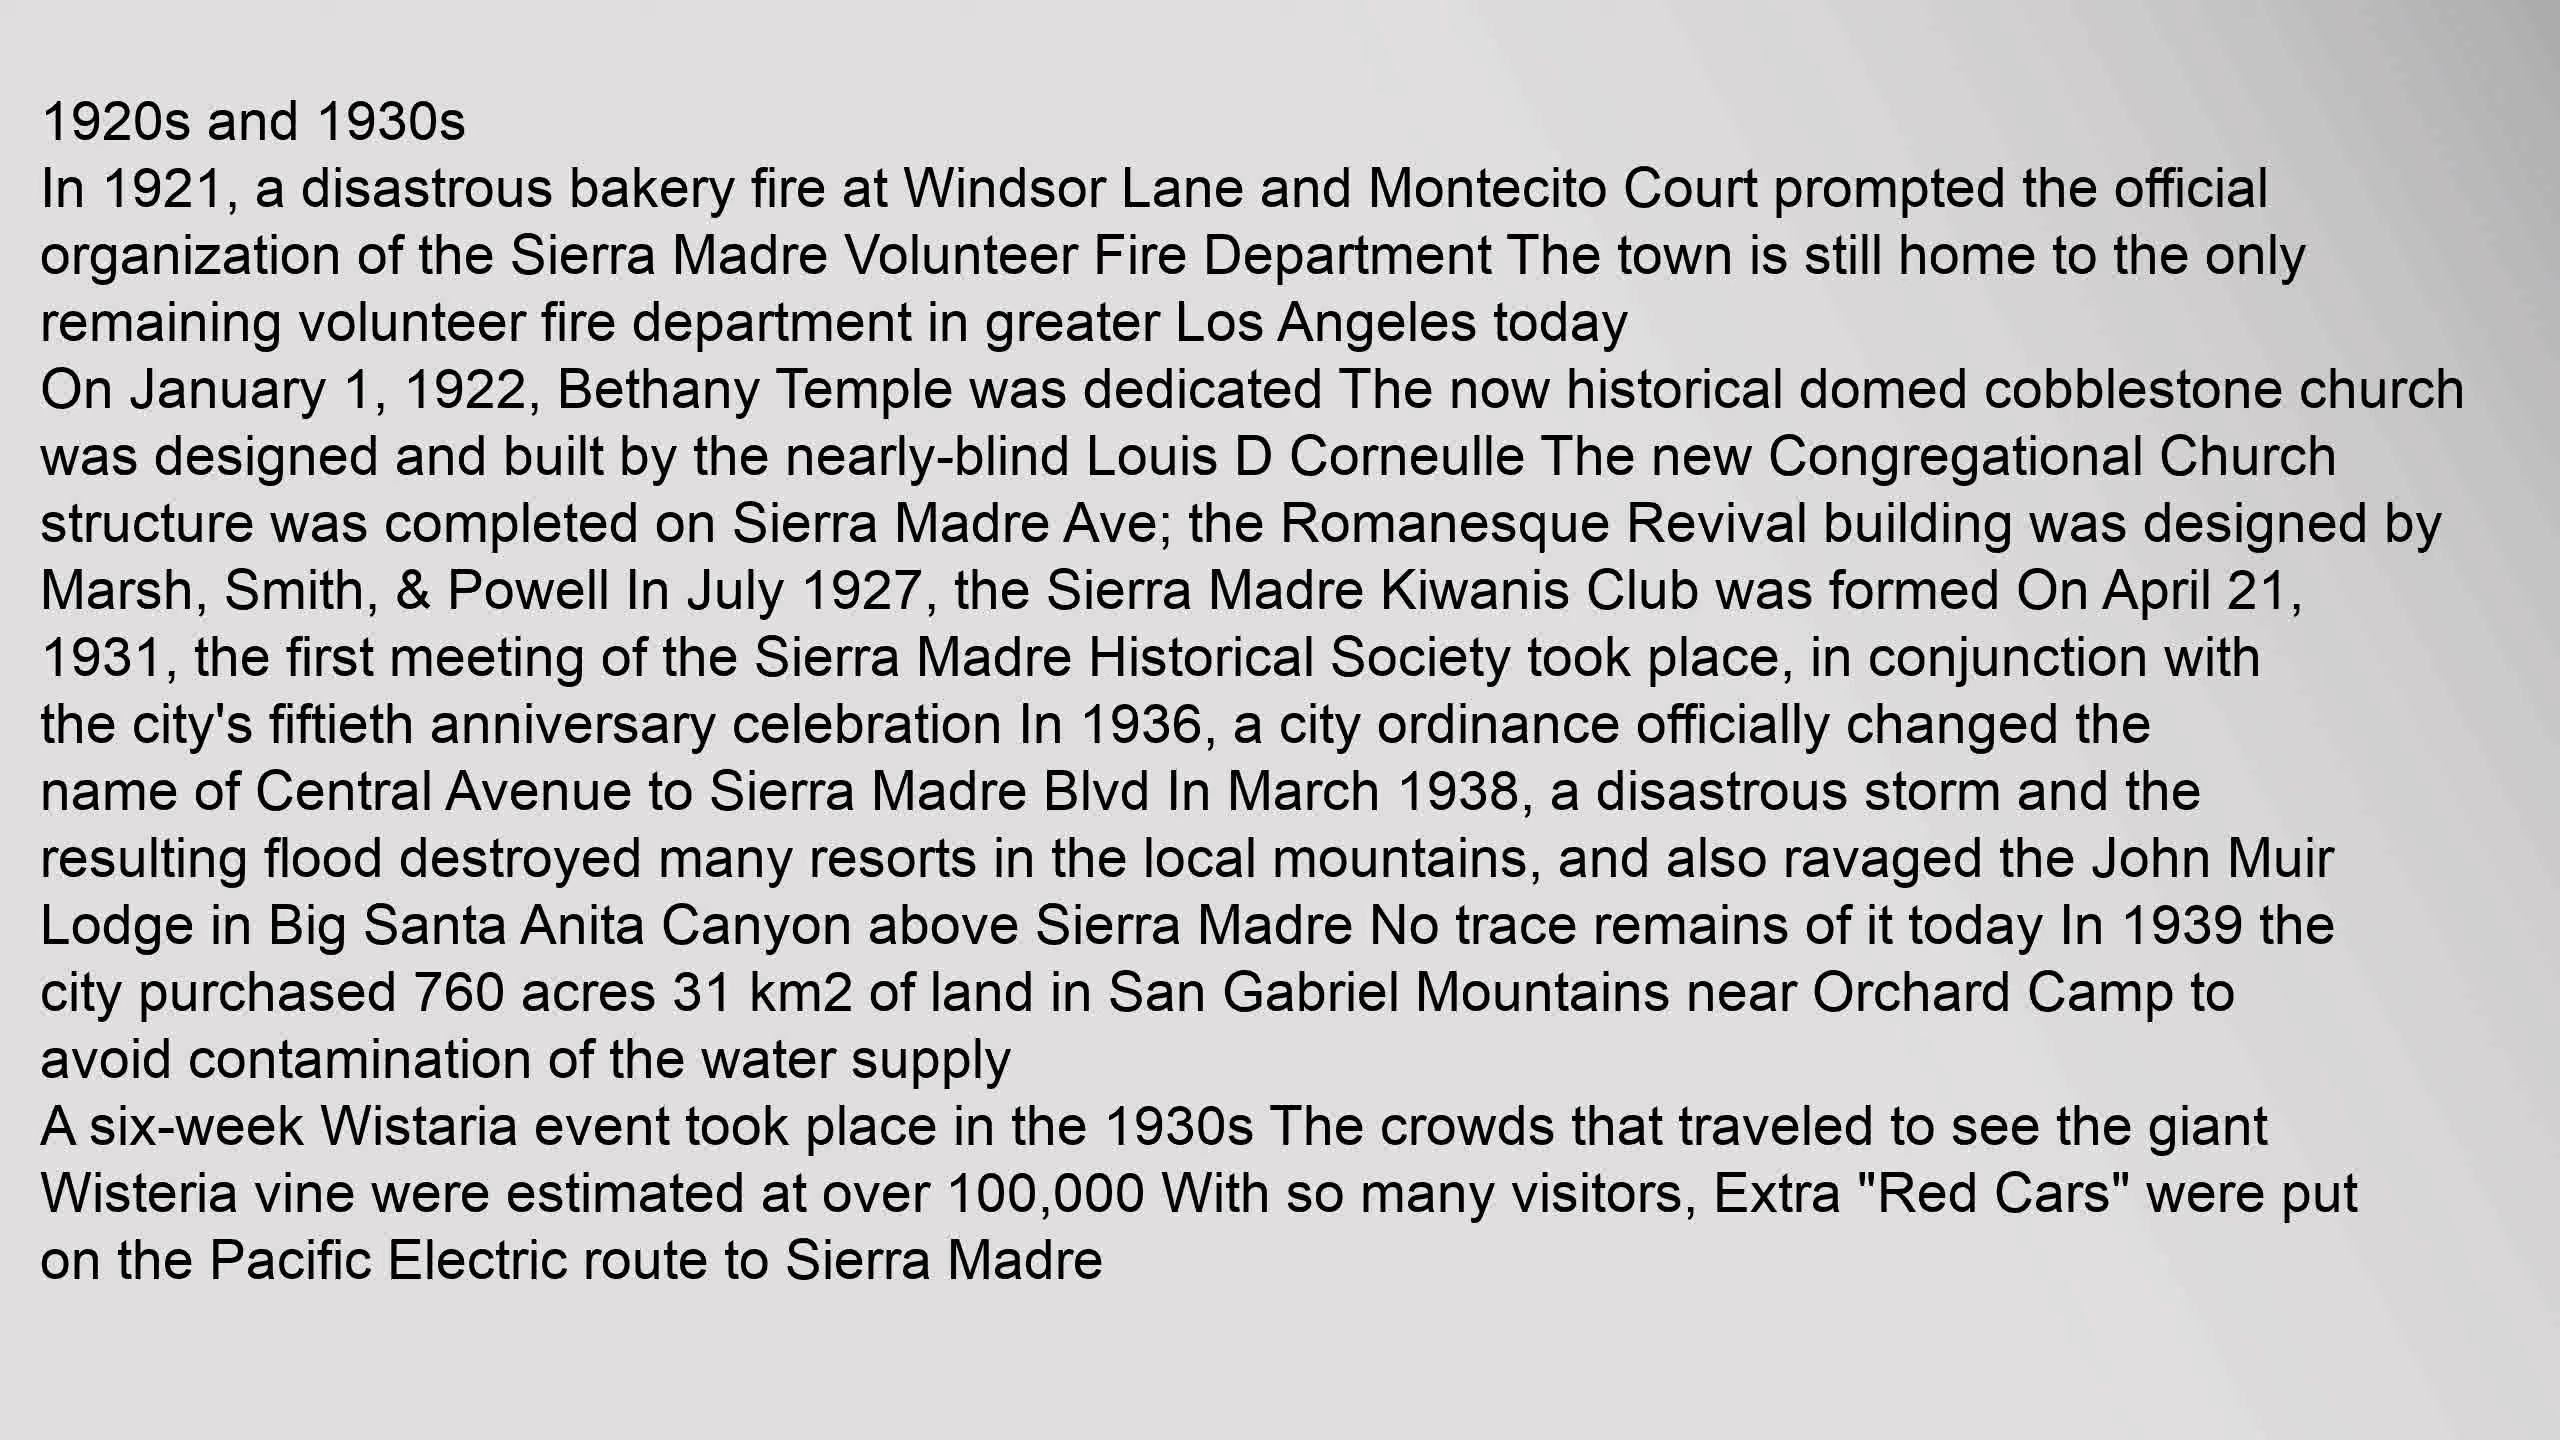 1920s and 1930s
In 1921, a disastrous bakery fire at Windsor Lane and Montecito Court prompted the official
organization of the Sierra Madre Volunteer Fire Department The town is still home to the only
remaining volunteer fire department in greater Los Angeles today
On January 1, 1922, Bethany Temple was dedicated The now historical domed cobblestone church
was designed and built by the nearly-blind Louis D Corneulle The new Congregational Church
structure was completed on Sierra Madre Ave; the Romanesque Revival building was designed by
Marsh, Smith, & Powell In July 1927, the Sierra Madre Kiwanis Club was formed On April 21,
1931, the first meeting of the Sierra Madre Historical Society took place, in conjunction with
the city's fiftieth anniversary celebration In 1936, a city ordinance officially changed the
name of Central Avenue to Sierra Madre Blvd In March 1938, a disastrous storm and the
resulting flood destroyed many resorts in the local mountains, and also ravaged the John Muir
Lodge in Big Santa Anita Canyon above Sierra Madre No trace remains of it today In 1939 the
city purchased 760 acres 31 km2 of land in San Gabriel Mountains near Orchard Camp to
avoid contamination of the water supply
A six-week Wistaria event took place in the 1930s The crowds that traveled to see the giant
Wisteria vine were estimated at over 100,000 With so many visitors, Extra "Red Cars" were put
on the Pacific Electric route to Sierra Madre